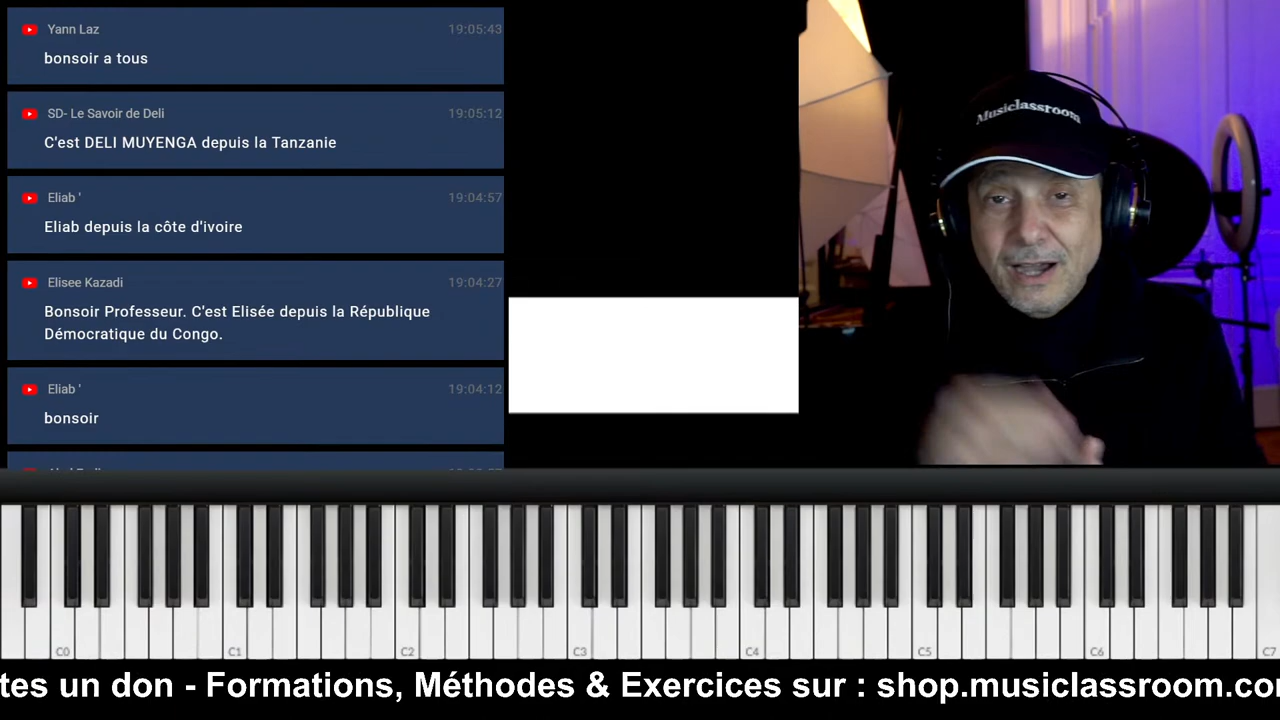 Yann Laz 19:05:43
bonsoir a tous
SD- Le Savoir de Deli 19:05:12
C'est DELI MUYENGA depuis la Tanzanie
Eliab ' 19:04:57
Eliab depuis la côte d'ivoire
Elisee Kazadi 19:04:27
Bonsoir Professeur. C'est Elisée depuis la République
Démocratique du Congo.
Eliab ' 19:04:12
bonsoir
Musiclassroom
C0 C1 C2 C3 C4 C5 C6 C7
tes un don - Formations, Méthodes & Exercices sur : shop.musiclassroom.co